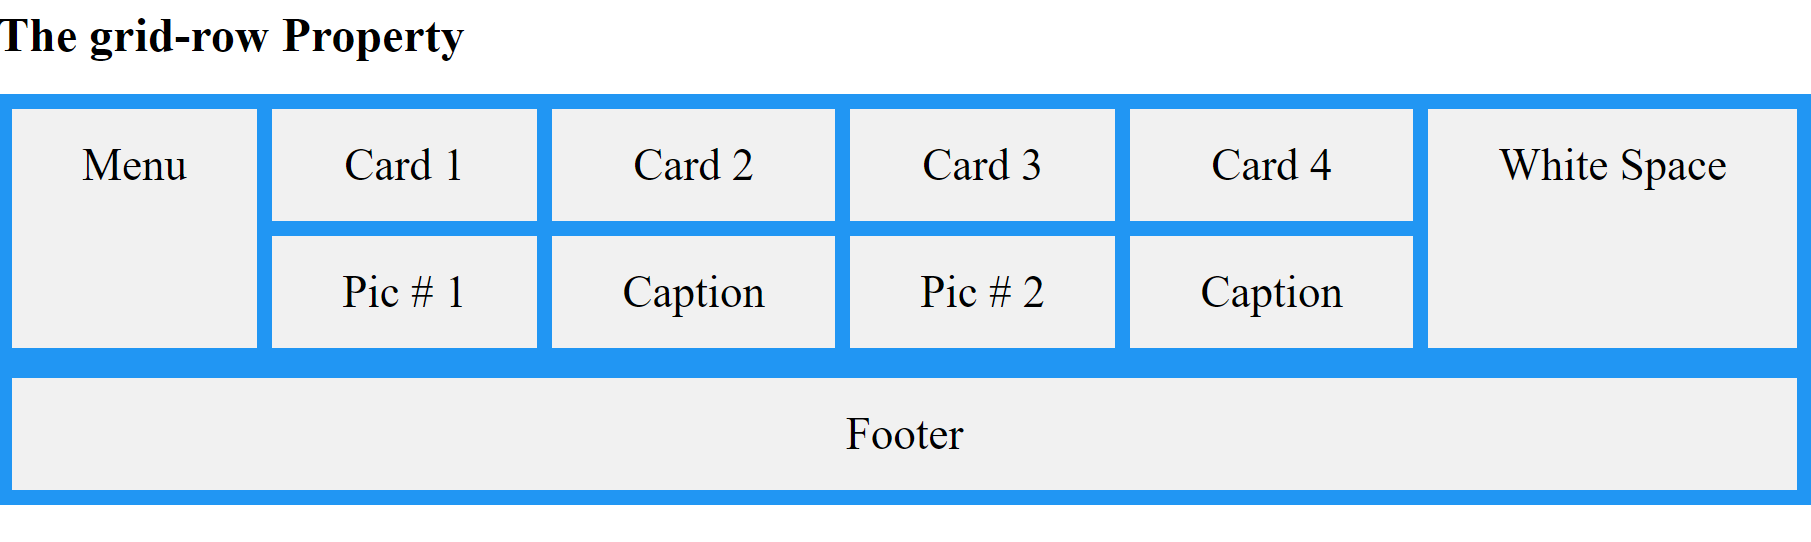 The grid-row Property
Menu Card 1 Card 2 Card 3 Card 4 White Space
Pic # 1 Caption Pic # 2 Caption
Footer